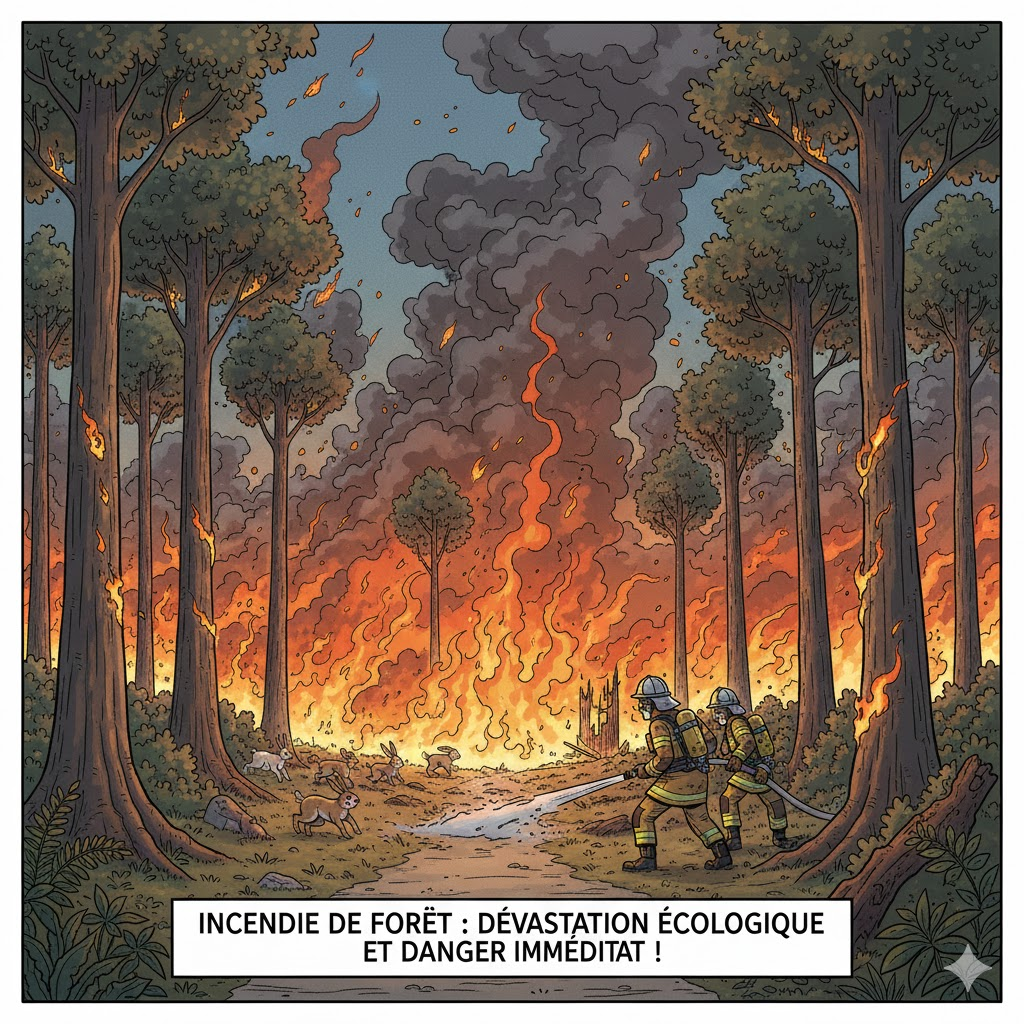 INCENDIE DE FORËT : DÉVASTATION ÉCOLOGIQUE
ET DANGER IMMÉDITAT !